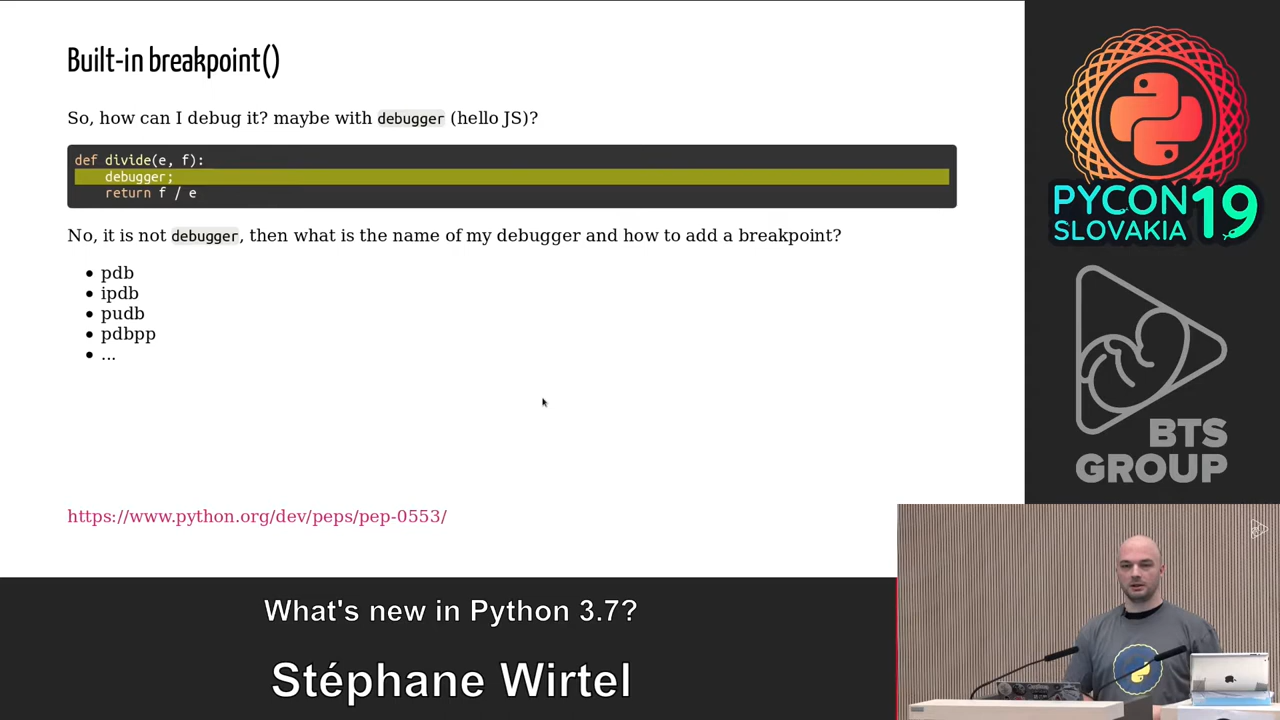 Built-in breakpoint()
So, how can I debug it? maybe with debugger (hello JS)?
def divide(e, f):
debugger;
return f / e
No, it is not debugger, then what is the name of my debugger and how to add a breakpoint?
pdb
ipdb
pudb
pdbpp
...
https://www.python.org/dev/peps/pep-0553/
PYCON
SLOVAKIA
19
BTS
GROUP
What's new in Python 3.7?
Stéphane Wirtel